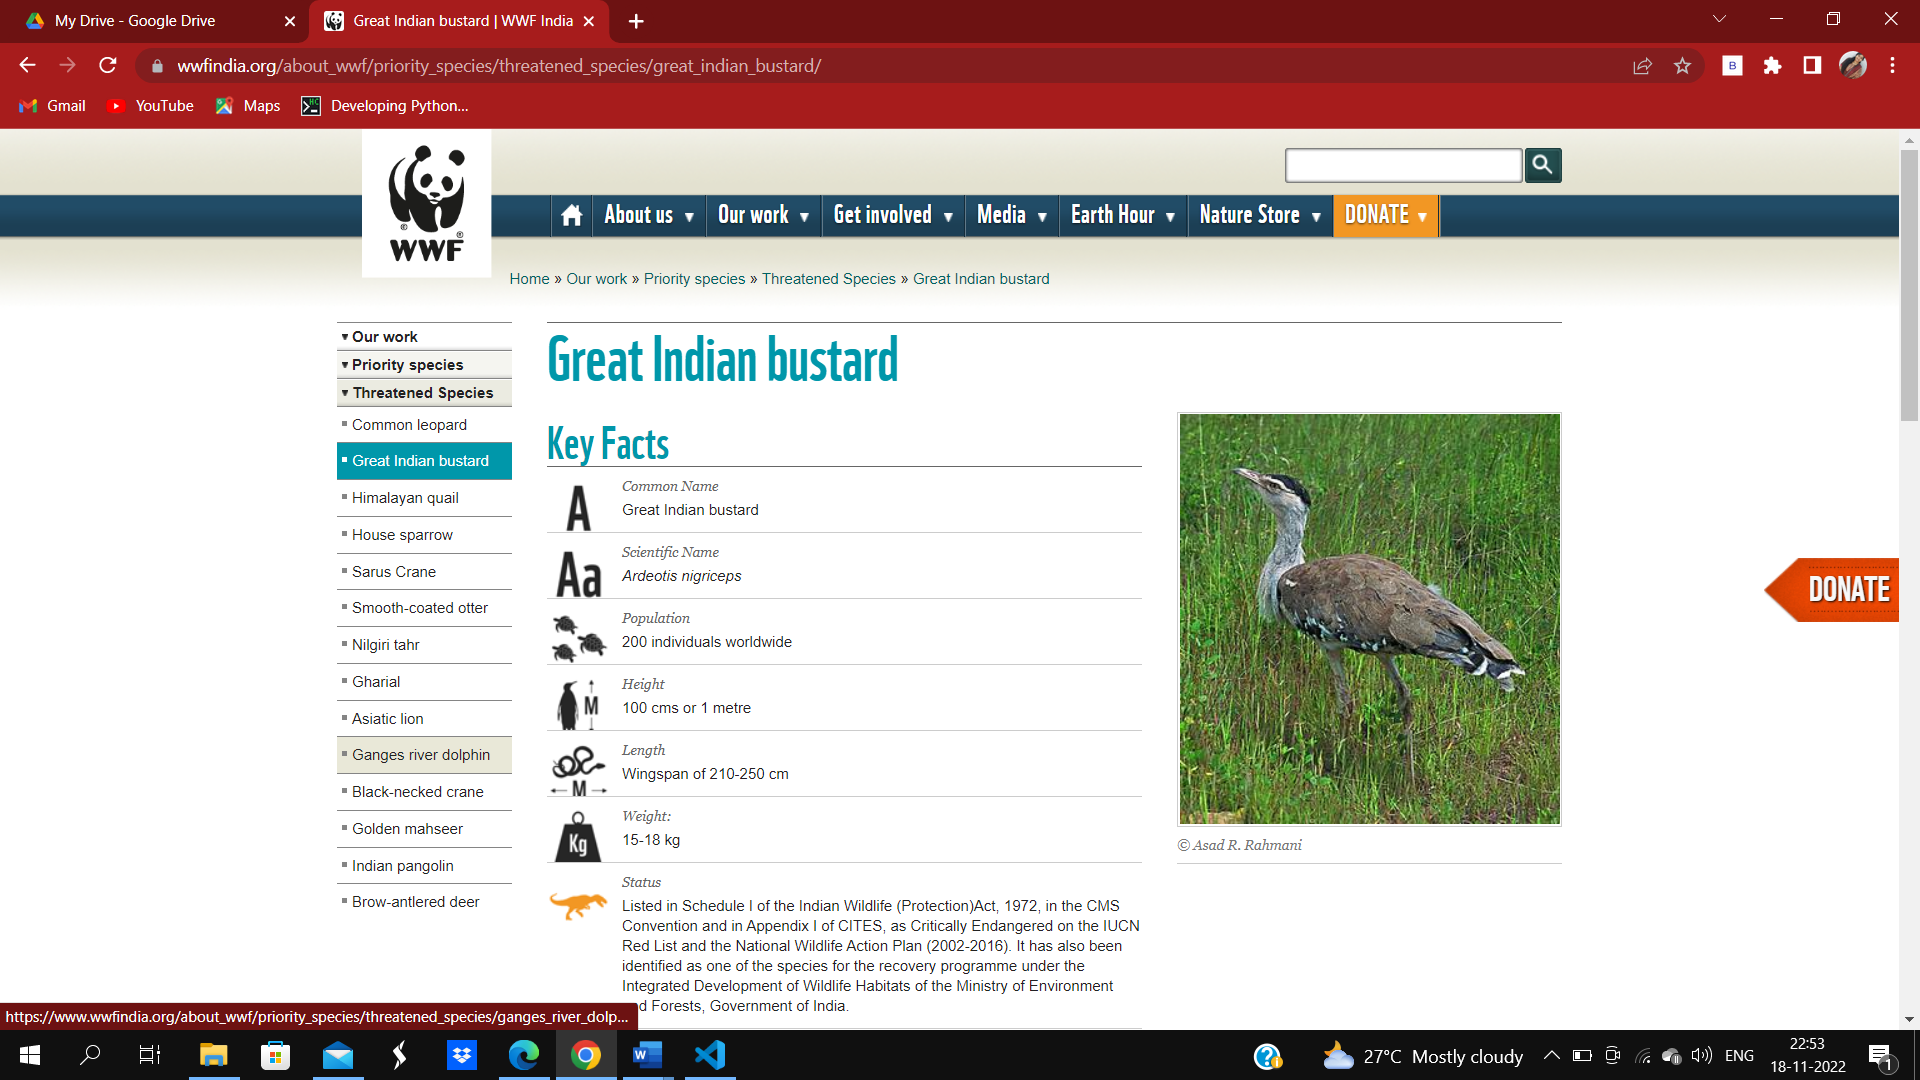 My Drive - Google Drive
Great Indian bustard | WWF India
wwfindia.org/about_wwf/priority_species/threatened_species/great_indian_bustard/
B
Gmail
YouTube
Maps
Developing Python...
WWF
About us
Our work
Get involved
Media
Earth Hour
Nature Store
DONATE
Home » Our work » Priority species » Threatened Species » Great Indian bustard
Our work
Priority species
Threatened Species
Common leopard
Great Indian bustard
Himalayan quail
House sparrow
Sarus Crane
Smooth-coated otter
Nilgiri tahr
Gharial
Asiatic lion
Ganges river dolphin
Black-necked crane
Golden mahseer
Indian pangolin
Brow-antlered deer
Great Indian bustard
Key Facts
A
Common Name
Great Indian bustard
Aa
Scientific Name
Ardeotis nigriceps
Population
200 individuals worldwide
M
Height
100 cms or 1 metre
M
Length
Wingspan of 210-250 cm
Kg
Weight:
15-18 kg
Status
Listed in Schedule I of the Indian Wildlife (Protection)Act, 1972, in the CMS
Convention and in Appendix I of CITES, as Critically Endangered on the IUCN
Red List and the National Wildlife Action Plan (2002-2016). It has also been
identified as one of the species for the recovery programme under the
Integrated Development of Wildlife Habitats of the Ministry of Environment
d Forests, Government of India.
© Asad R. Rahmani
DONATE
https://www.wwfindia.org/about_wwf/priority_species/threatened_species/ganges_river_dolp...
27°C Mostly cloudy
ENG
22:53
18-11-2022
1